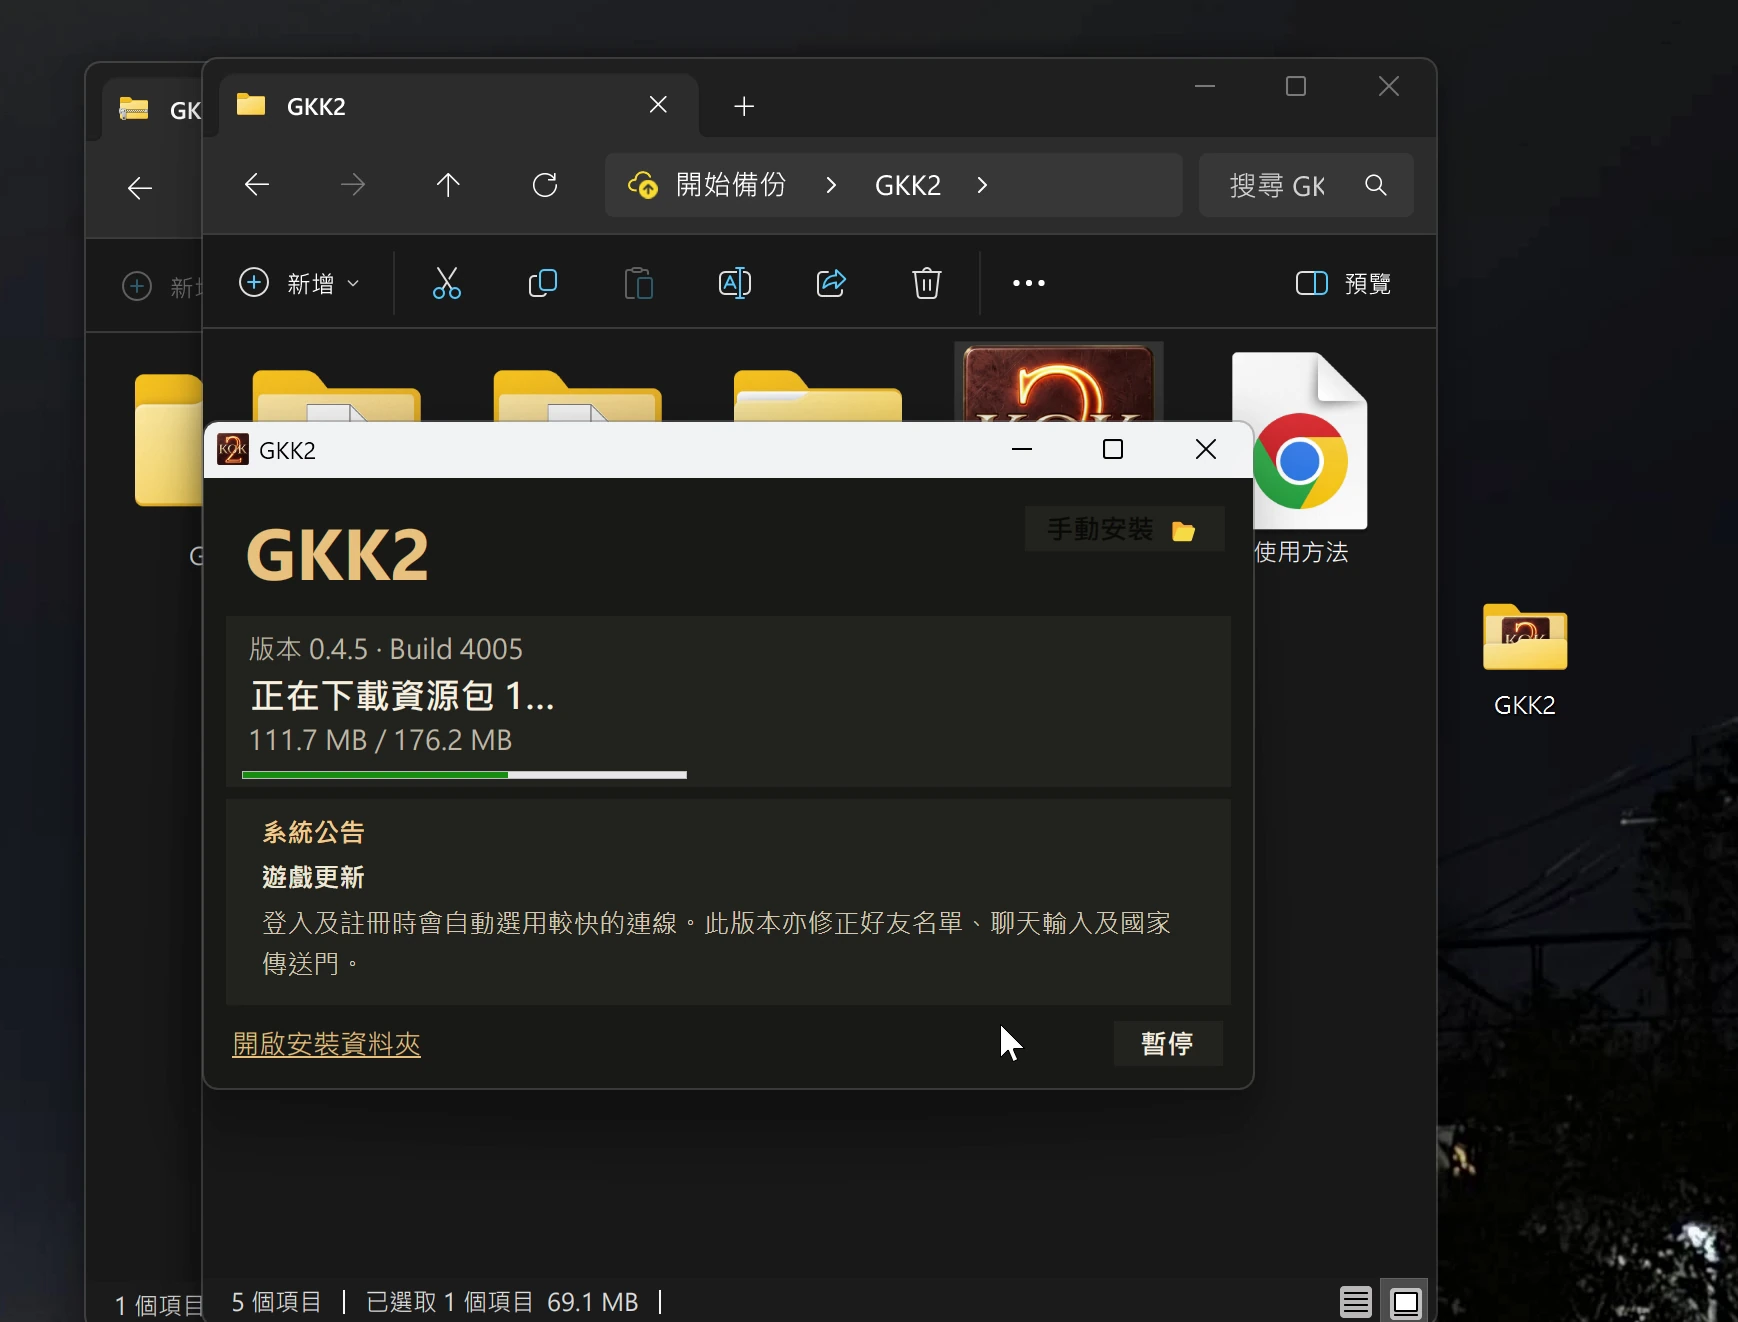 GK
GKK2
開始備份
GKK2
搜尋 GK
新增
預覽
KOK
2
使用方法
GKK2
GKK2
手動安裝
版本 0.4.5 · Build 4005
正在下載資源包 1...
111.7 MB / 176.2 MB
系統公告
遊戲更新
登入及註冊時會自動選用較快的連線。此版本亦修正好友名單、聊天輸入及國家
傳送門。
開啟安裝資料夾
暫停
GKK2
1 個項目
5 個項目
已選取 1 個項目 69.1 MB